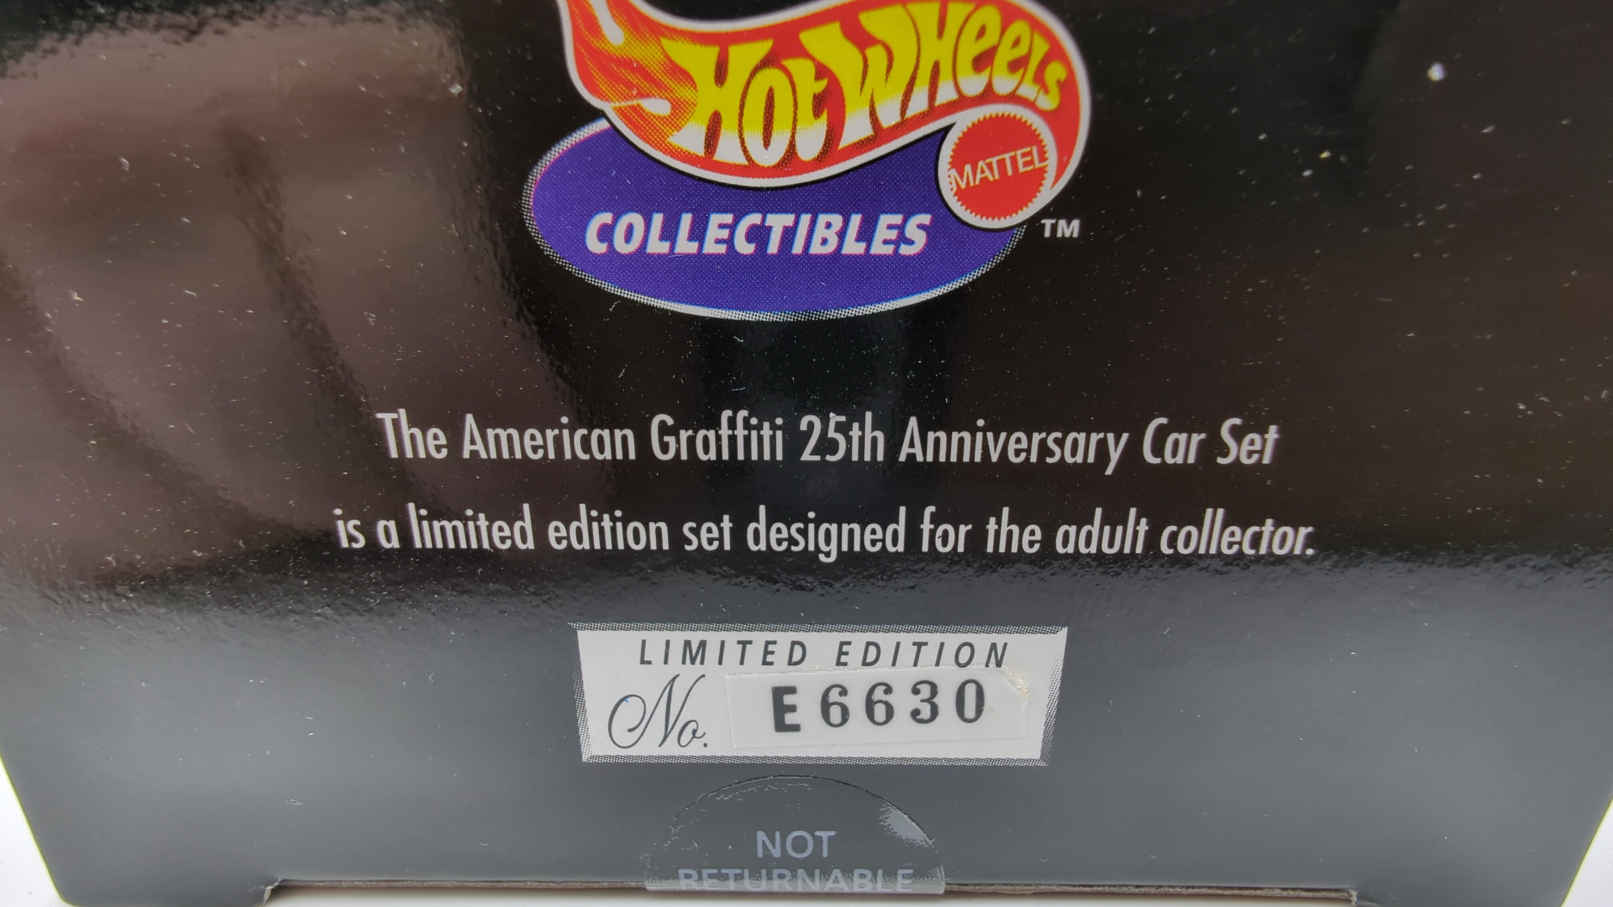 HOT WHEELS
MATTEL
COLLECTIBLES
TM
The American Graffiti 25th Anniversary Car Set
is a limited edition set designed for the adult collector.
LIMITED EDITION
No. E6630
NOT
RETURNABLE